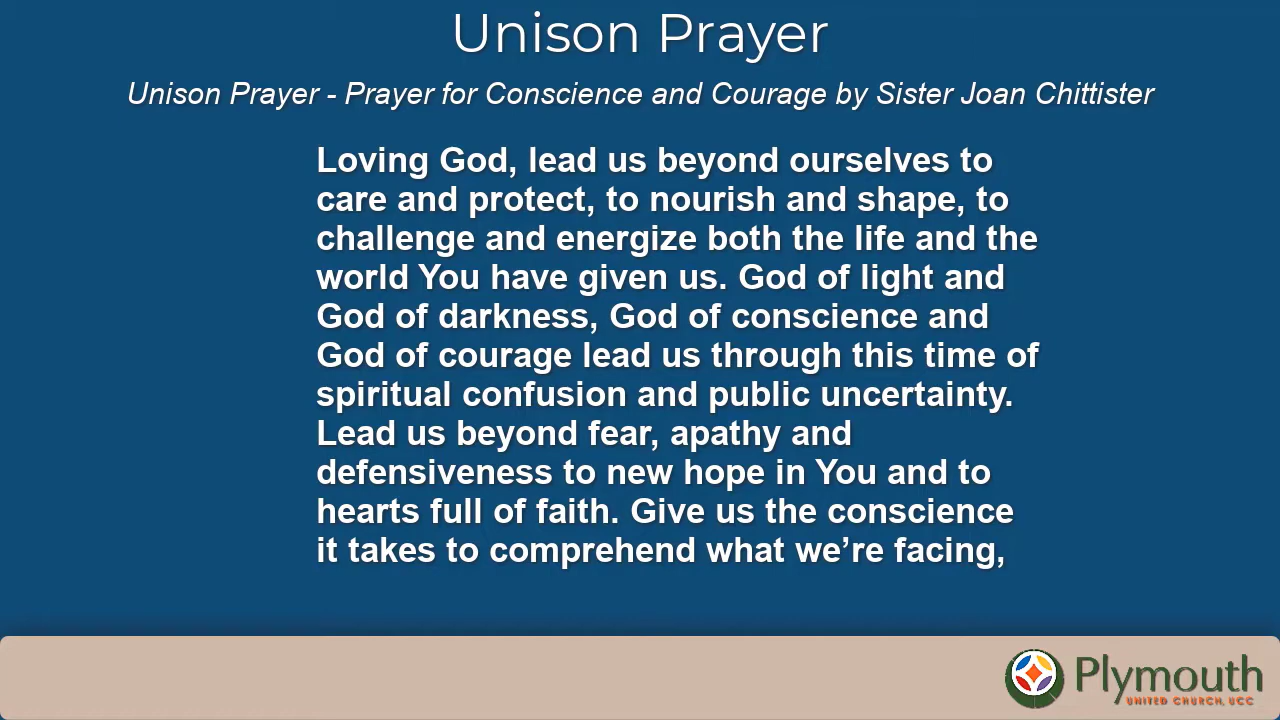 Unison Prayer
Unison Prayer - Prayer for Conscience and Courage by Sister Joan Chittister
Loving God, lead us beyond ourselves to
care and protect, to nourish and shape, to
challenge and energize both the life and the
world You have given us. God of light and
God of darkness, God of conscience and
God of courage lead us through this time of
spiritual confusion and public uncertainty.
Lead us beyond fear, apathy and
defensiveness to new hope in You and to
hearts full of faith. Give us the conscience
it takes to comprehend what we’re facing,
Plymouth
UNITED CHURCH, UCC